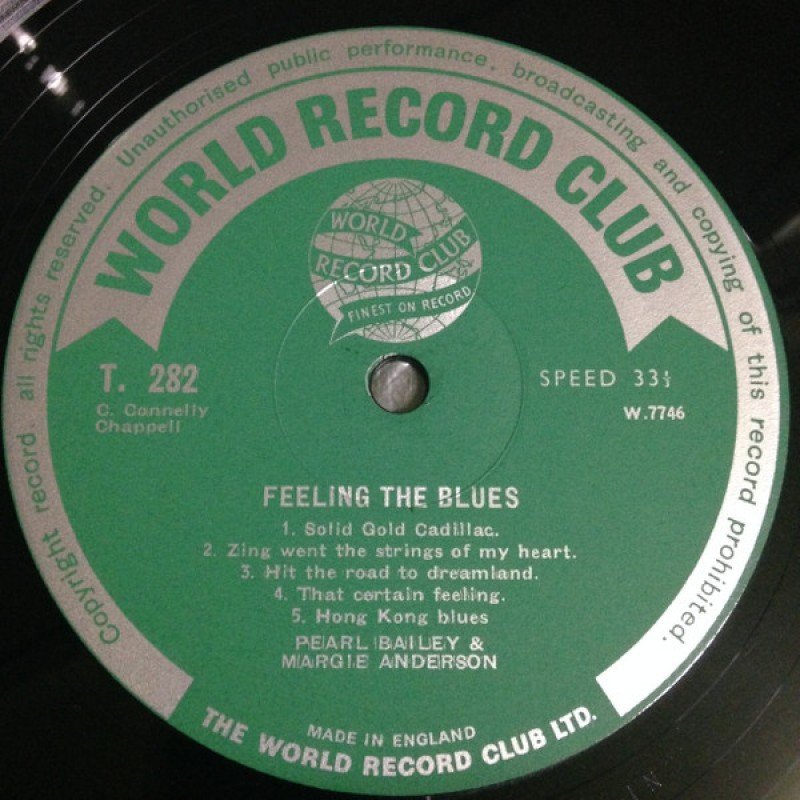 Copyright record. all rights reserved. Unauthorised public performance. broadcasting and copying of this record prohibited.
WORLD RECORD CLUB
WORLD
RECORD CLUB
FINEST ON RECORD
T. 282
C. Connelly
Chappell
SPEED 33⅓
W.7746
FEELING THE BLUES
1. Solid Gold Cadillac.
2. Zing went the strings of my heart.
3. Hit the road to dreamland.
4. That certain feeling.
5. Hong Kong blues
PEARL BAILEY &
MARGIE ANDERSON
MADE IN ENGLAND
THE WORLD RECORD CLUB LTD.